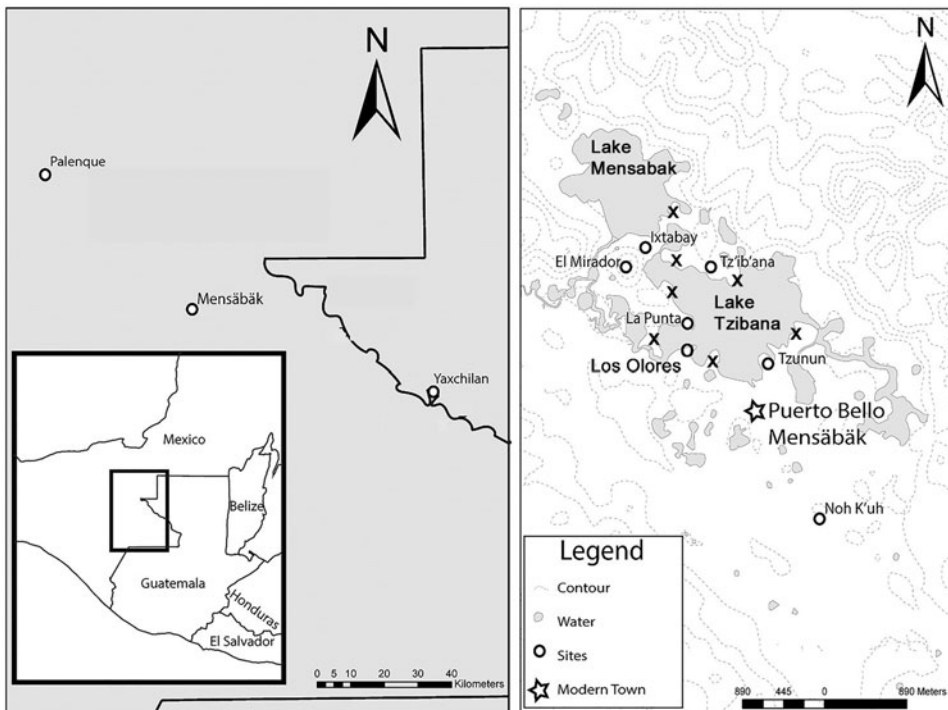 N
Palenque
Mensäbäk
Yaxchilan
Mexico
Belize
Guatemala
Honduras
El Salvador
0 5 10 20 30 40
Kilometers
N
Lake
Mensabak
X
Ixtabay
El Mirador
X
Tz'ib'ana
X
X
Lake
Tzibana
La Punta
X
X
Los Olores
X
Tzunun
Puerto Bello
Mensäbäk
Noh K'uh
Legend
Contour
Water
Sites
Modern Town
890 445 0 890 Meters